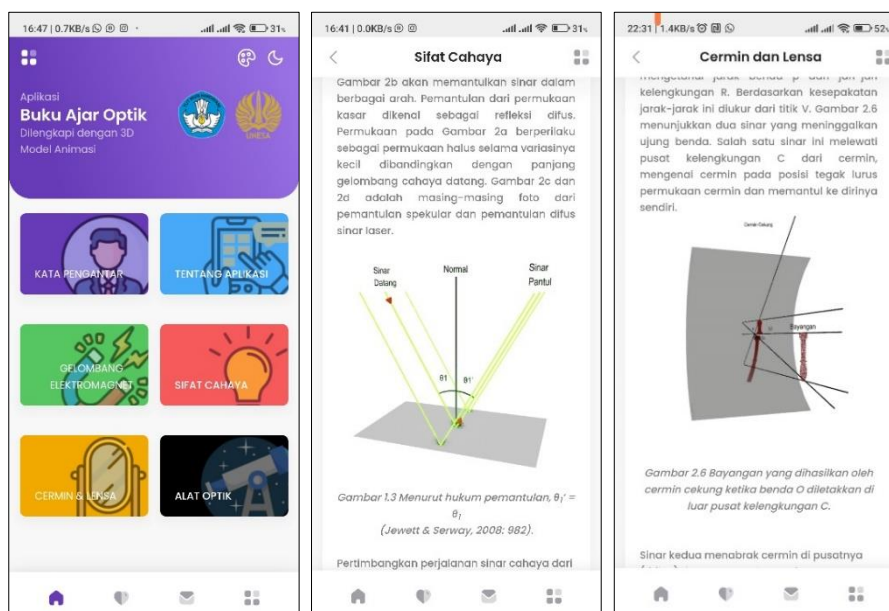 16:47 | 0.7KB/s
31%
Aplikasi
Buku Ajar Optik
Dilengkapi dengan 3D
Model Animasi
UNESA
KATA PENGANTAR
TENTANG APLIKASI
GELOMBANG
ELEKTROMAGNET
SIFAT CAHAYA
CERMIN & LENSA
ALAT OPTIK
16:41 | 0.0KB/s
31%
Sifat Cahaya
Gambar 2b akan memantulkan sinar dalam
berbagai arah. Pemantulan dari permukaan
kasar dikenal sebagai refleksi difus.
Permukaan pada Gambar 2a berperilaku
sebagai permukaan halus selama variasinya
kecil dibandingkan dengan panjang
gelombang cahaya datang. Gambar 2c dan
2d adalah masing-masing foto dari
pemantulan spekular dan pemantulan difus
sinar laser.
Sinar
Datang
Normal
Sinar
Pantul
θ1 θ1'
Gambar 1.3 Menurut hukum pemantulan, θ₁' =
θ₁
(Jewett & Serway, 2008: 982).
Pertimbangkan perjalanan sinar cahaya dari
22:31 | 1.4KB/s
52%
Cermin dan Lensa
mengetahui jarak benda p dan jari-jari
kelengkungan R. Berdasarkan kesepakatan
jarak-jarak ini diukur dari titik V. Gambar 2.6
menunjukkan dua sinar yang meninggalkan
ujung benda. Salah satu sinar ini melewati
pusat kelengkungan C dari cermin,
mengenai cermin pada posisi tegak lurus
permukaan cermin dan memantul ke dirinya
sendiri.
Cermin Cekung
Bayangan
Gambar 2.6 Bayangan yang dihasilkan oleh
cermin cekung ketika benda O diletakkan di
luar pusat kelengkungan C.
Sinar kedua menabrak cermin di pusatnya